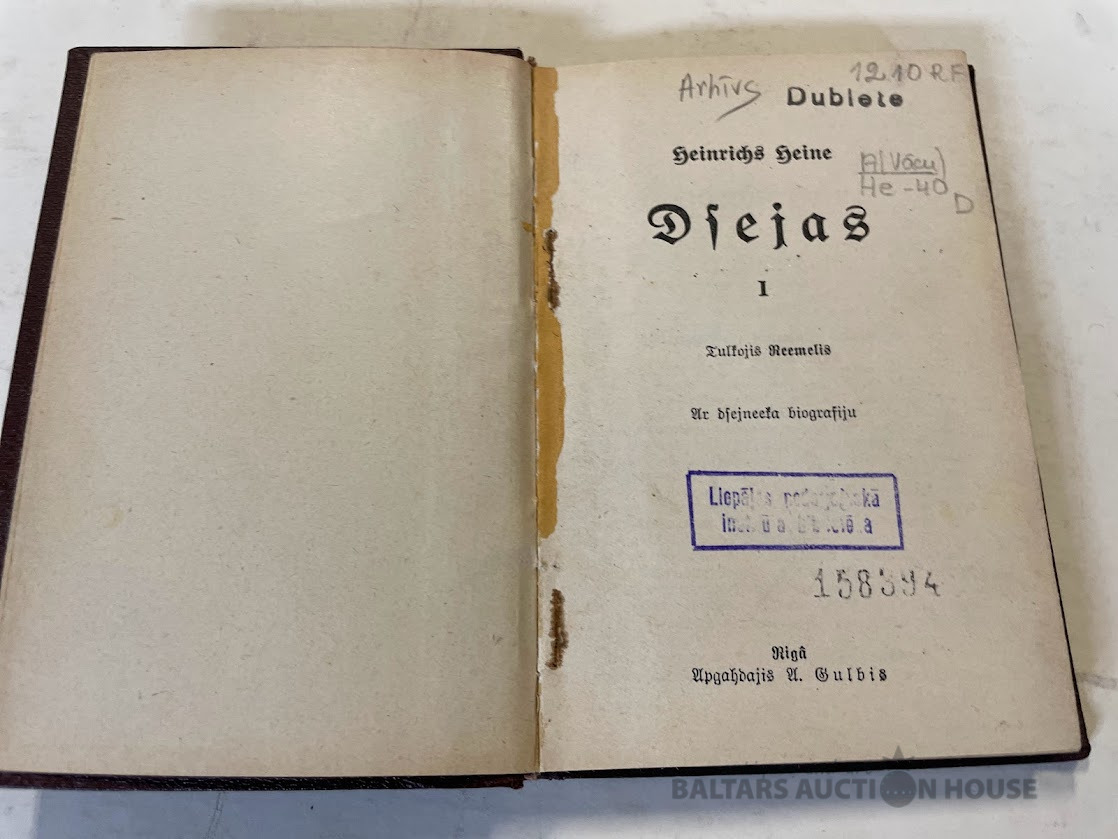 Arhīvs
1210 RF
Dublete
Heinrichs Heine
A(Vācu)
He-40
D
Dſejas
I
Tulkojis Reemelis
Ar dſejneeka biografiju
Liepājas
158394
Rigâ
Apgahdajis A. Gulbis
BALTARS AUCTION HOUSE